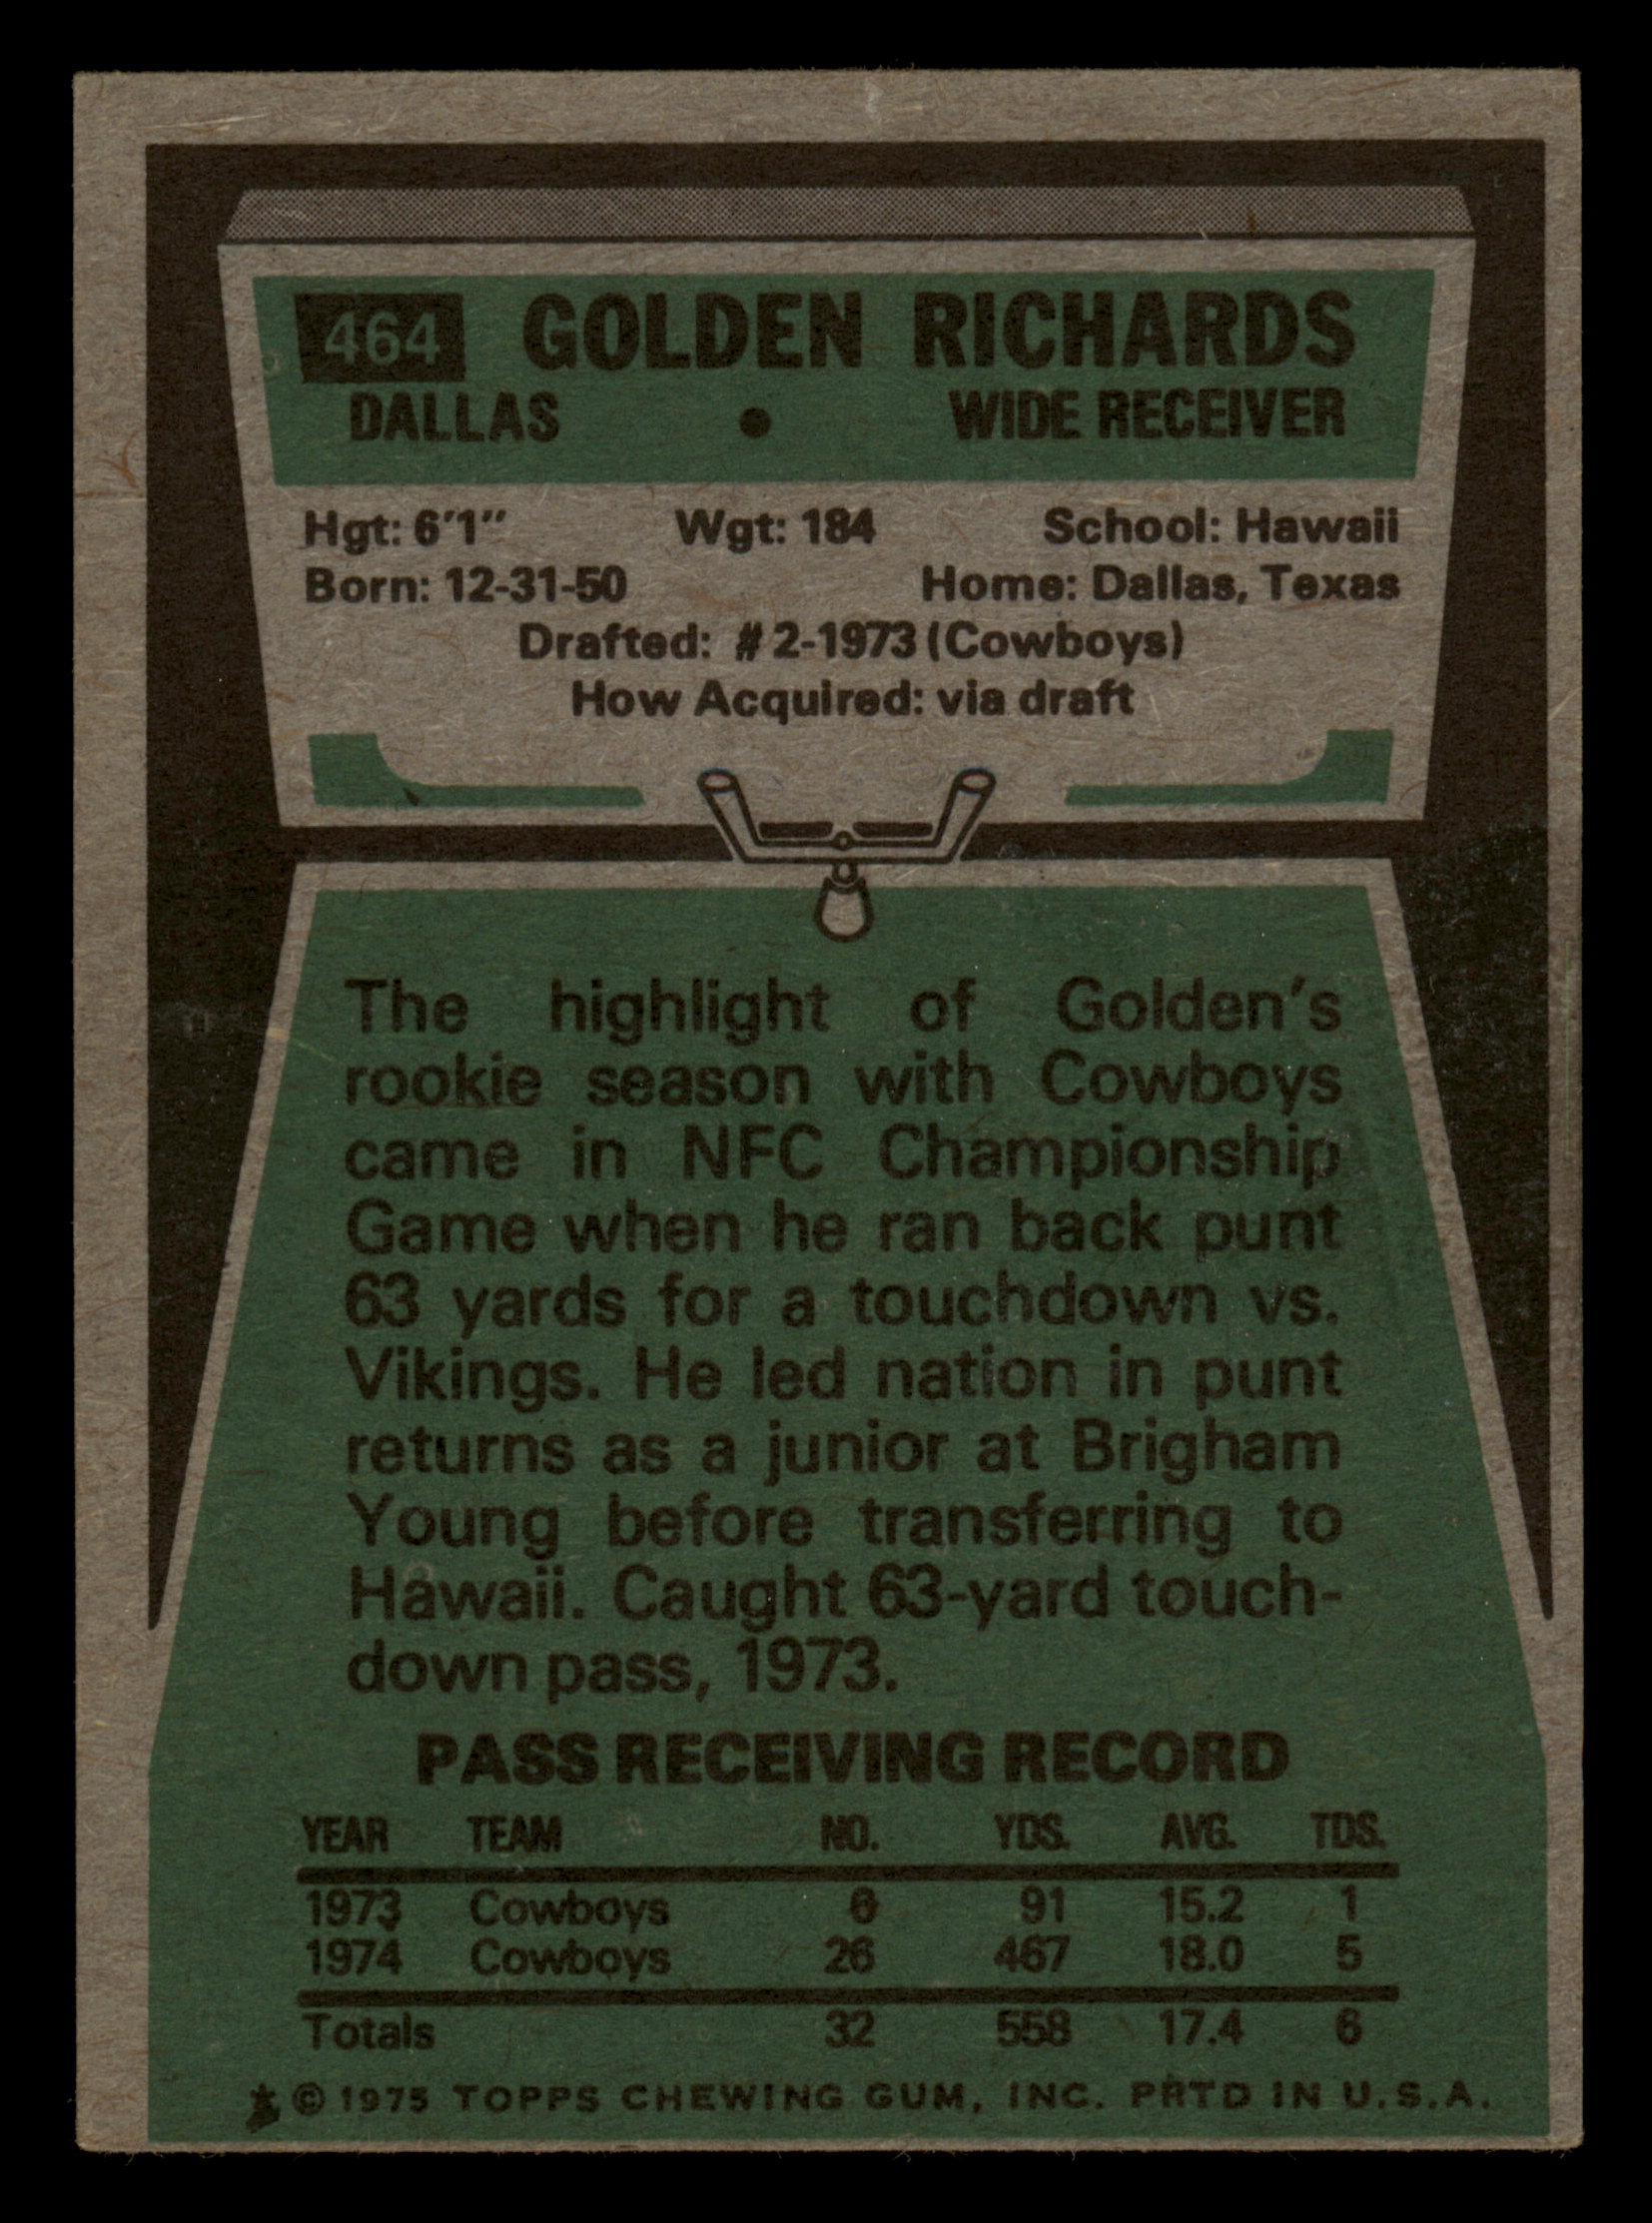 464 GOLDEN RICHARDS
DALLAS • WIDE RECEIVER
Hgt: 6'1" Wgt: 184 School: Hawaii
Born: 12-31-50 Home: Dallas, Texas
Drafted: #2-1973 (Cowboys)
How Acquired: via draft
The highlight of Golden's
rookie season with Cowboys
came in NFC Championship
Game when he ran back punt
63 yards for a touchdown vs.
Vikings. He led nation in punt
returns as a junior at Brigham
Young before transferring to
Hawaii. Caught 63-yard touch-
down pass, 1973.
PASS RECEIVING RECORD
YEAR TEAM NO. YDS. AVG. TDS.
1973 Cowboys 6 91 15.2 1
1974 Cowboys 26 467 18.0 5
Totals 32 558 17.4 6
* © 1975 TOPPS CHEWING GUM, INC. PRTD IN U.S.A.